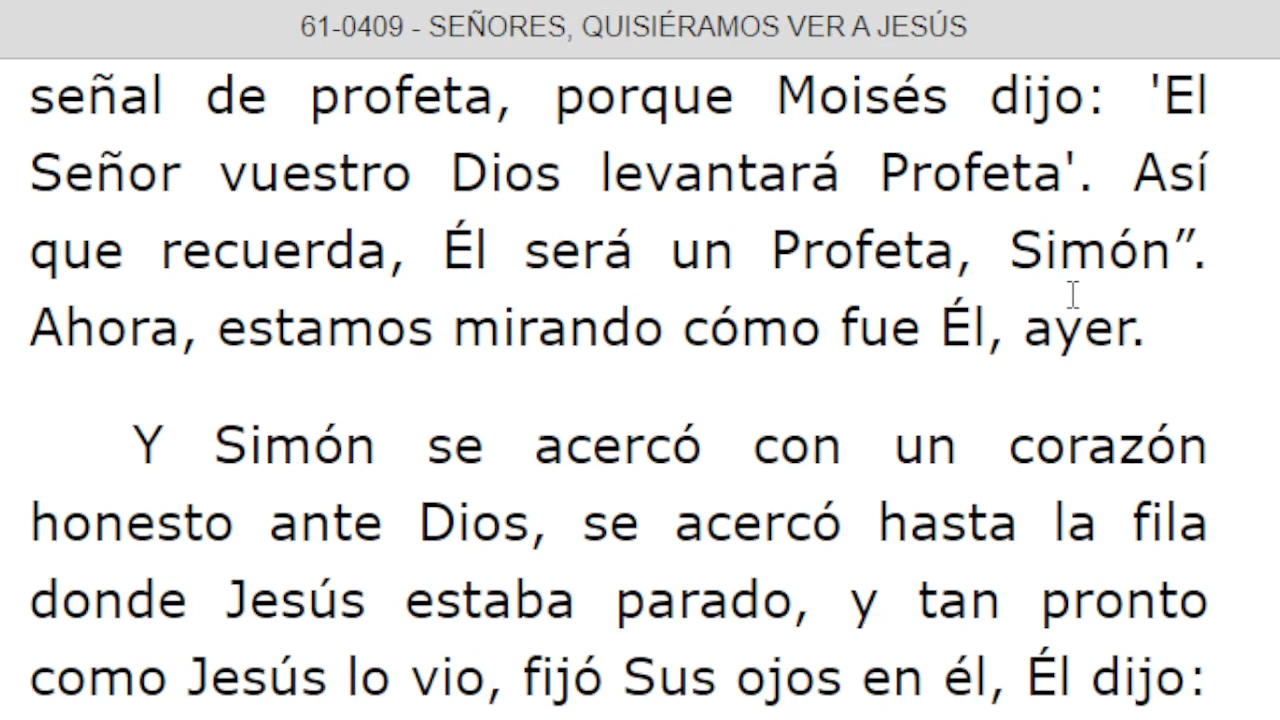 61-0409 - SEÑORES, QUISIÉRAMOS VER A JESÚS
señal de profeta, porque Moisés dijo: 'El
Señor vuestro Dios levantará Profeta'. Así
que recuerda, Él será un Profeta, Simón”.
Ahora, estamos mirando cómo fue Él, ayer.
Y Simón se acercó con un corazón
honesto ante Dios, se acercó hasta la fila
donde Jesús estaba parado, y tan pronto
como Jesús lo vio, fijó Sus ojos en él, Él dijo: